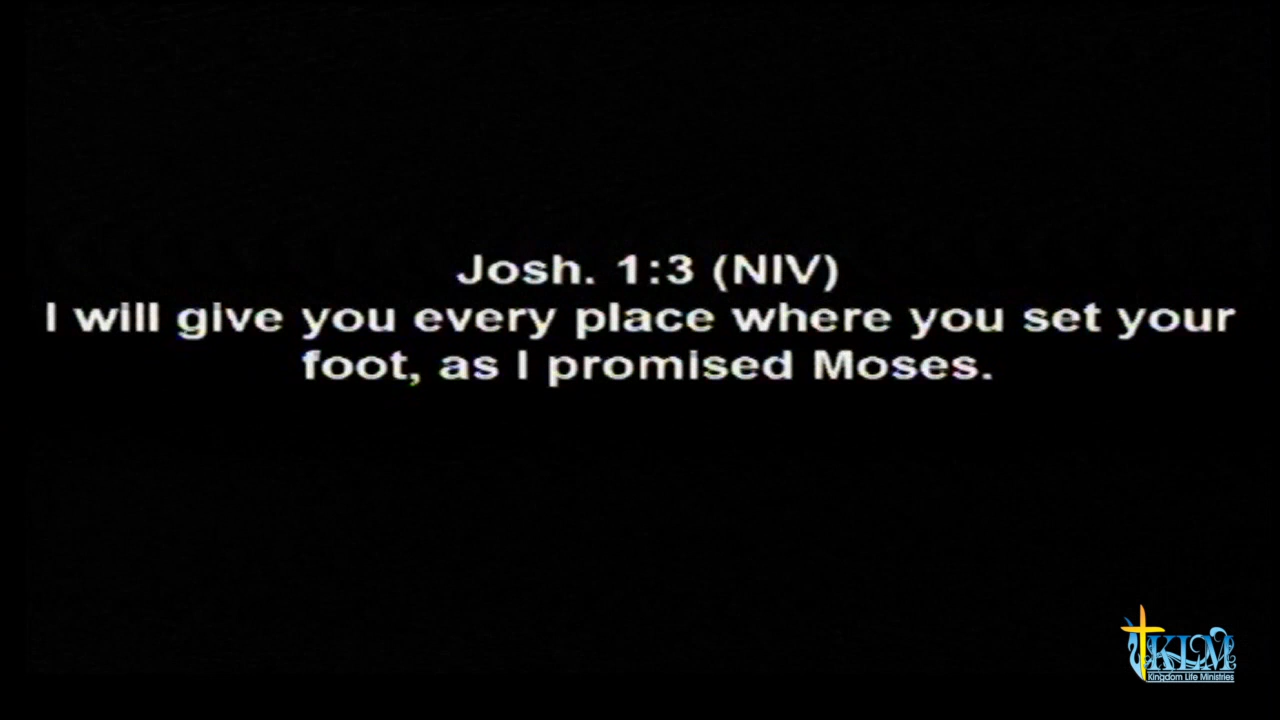 Josh. 1:3 (NIV)
I will give you every place where you set your
foot, as I promised Moses.
KLM
Kingdom Life Ministries